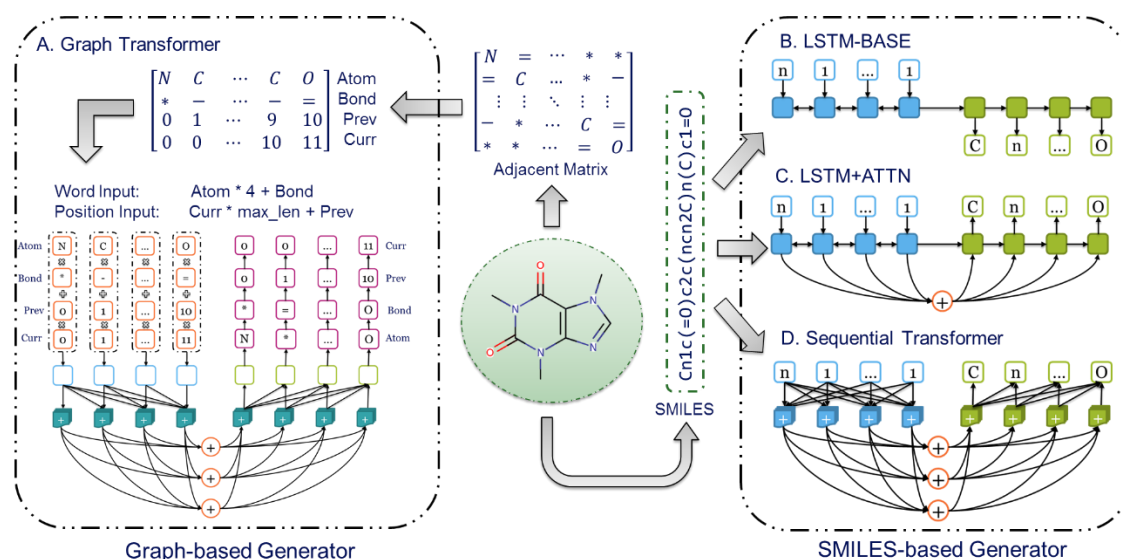 A. Graph Transformer
N C ⋯ C O Atom
* − ⋯ − = Bond
0 1 ⋯ 9 10 Prev
0 0 ⋯ 10 11 Curr
Word Input: Atom * 4 + Bond
Position Input: Curr * max_len + Prev
Atom N C ... O 0 0 ... 11 Curr
Bond * - ... = 0 1 ... 10 Prev
Prev 0 1 ... 10 * = ... O Bond
Curr 0 1 ... 11 N * ... O Atom
+ + + + + + + +
+
+
+
Graph-based Generator
N = ⋯ * *
= C ... * −
⋮ ⋮ ⋱ ⋮ ⋮
− * ... C =
* * ... = O
Adjacent Matrix
O
N
N
O
N
N
Cn1c(=O)c2c(ncn2C)n(C)c1=O
SMILES
B. LSTM-BASE
n 1 ... 1
C n ... O
C. LSTM+ATTN
n 1 ... 1 C n ... O
+
D. Sequential Transformer
n 1 ... 1 C n ... O
+ + + + + + + +
+
+
+
SMILES-based Generator